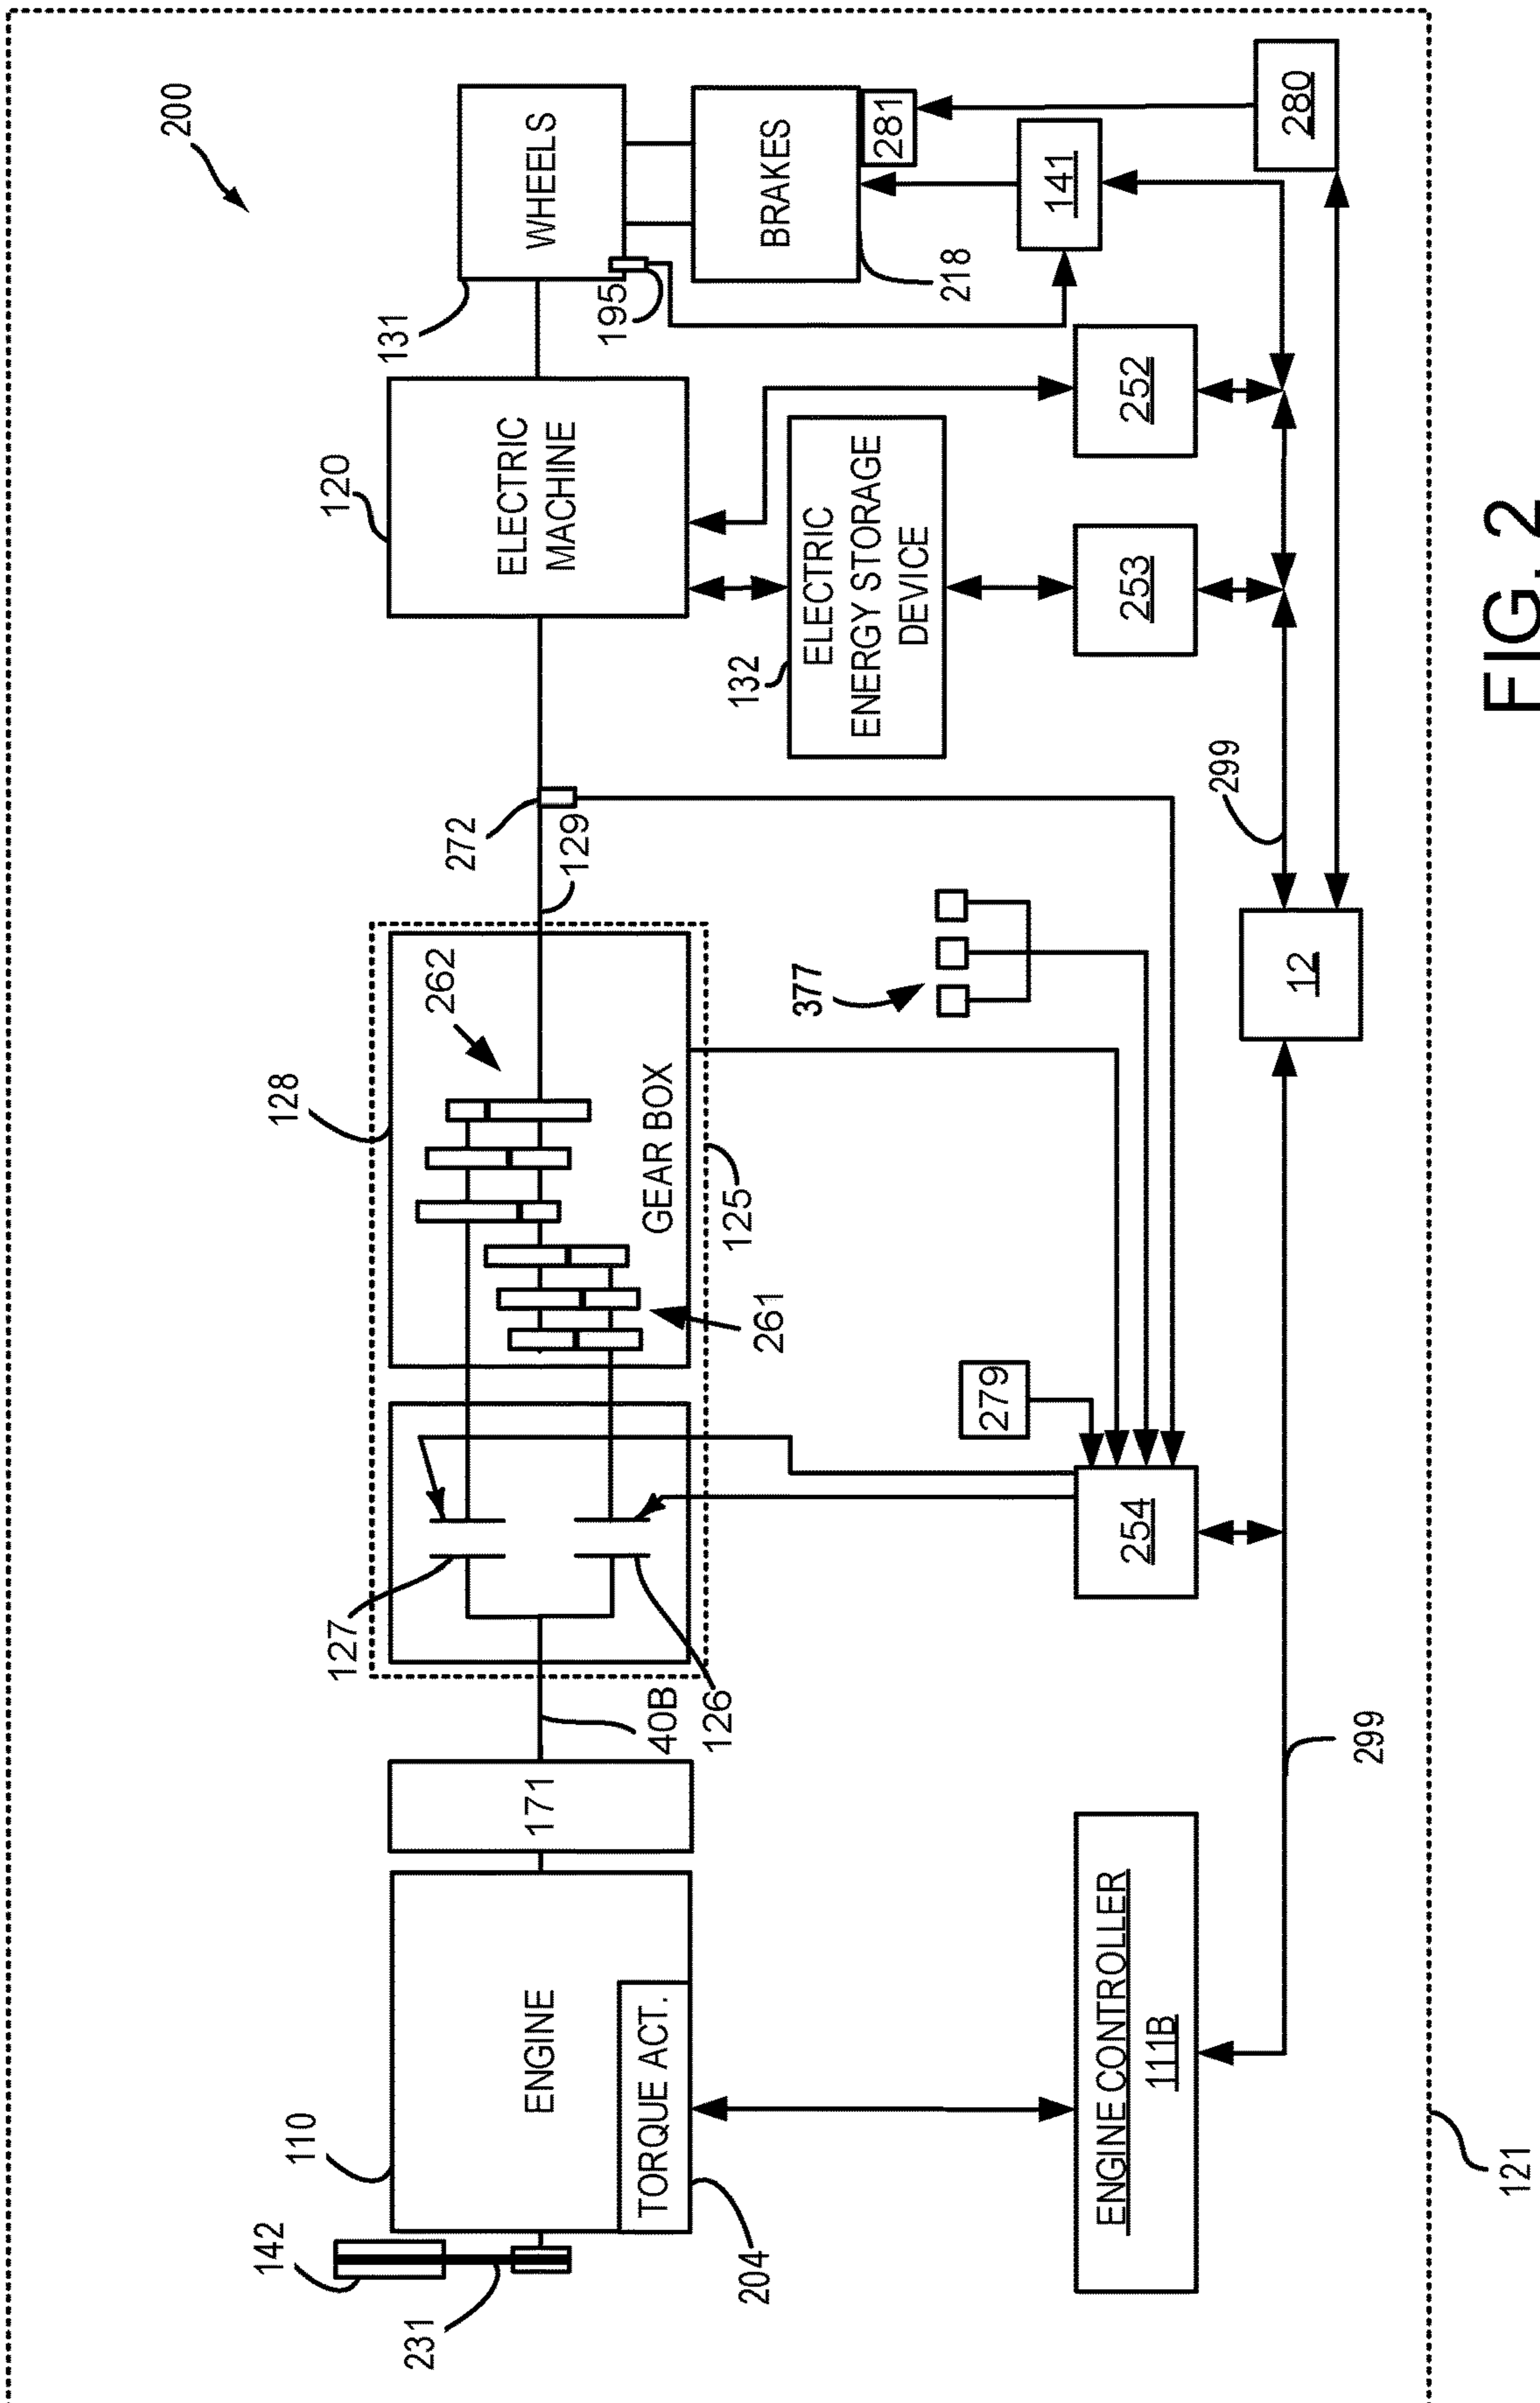 200
WHEELS
131
195
BRAKES
281
218
141
280
120
ELECTRIC
MACHINE
132
ELECTRIC
ENERGY STORAGE
DEVICE
252
253
299
272
129
262
128
GEAR BOX
125
261
377
12
279
254
127
126
40B
171
299
110
ENGINE
TORQUE ACT.
204
142
231
ENGINE CONTROLLER
111B
121
FIG. 2